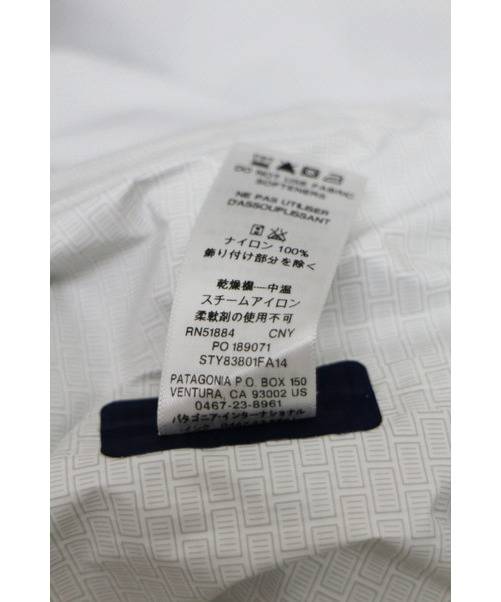 DO NOT USE FABRIC
SOFTENERS
NE PAS UTILISER
D'ASSOUPLISSANT
ナイロン 100%
飾り付け部分を除く
乾燥機----中温
スチームアイロン
柔軟剤の使用不可
RN51884 CNY
PO 189071
STY83801FA14
PATAGONIA P.O. BOX 150
VENTURA, CA 93002 US
0467-23-8961
パタゴニア·インターナショナル